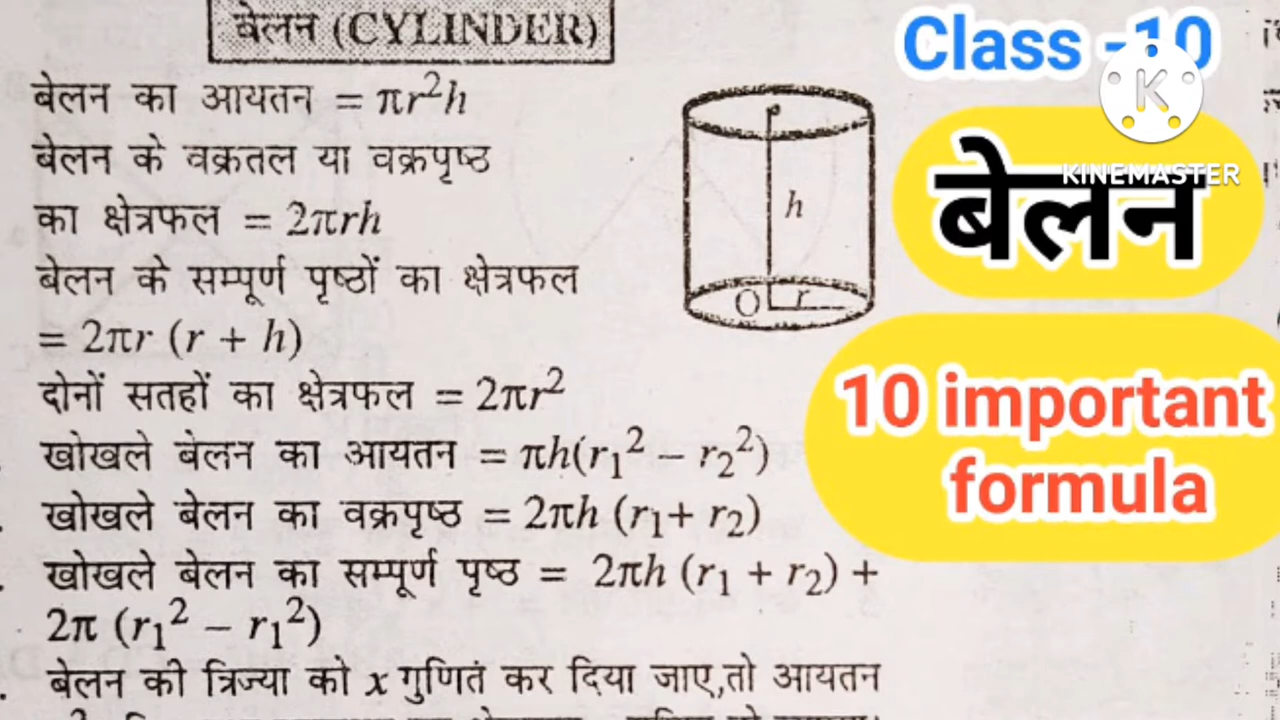 बेलन (CYLINDER)
बेलन का आयतन = πr²h
बेलन के वक्रतल या वक्रपृष्ठ
का क्षेत्रफल = 2πrh
बेलन के सम्पूर्ण पृष्ठों का क्षेत्रफल
= 2πr (r + h)
दोनों सतहों का क्षेत्रफल = 2πr²
खोखले बेलन का आयतन = πh(r₁² – r₂²)
खोखले बेलन का वक्रपृष्ठ = 2πh (r₁+ r₂)
खोखले बेलन का सम्पूर्ण पृष्ठ = 2πh (r₁ + r₂) +
2π (r₁² – r₁²)
बेलन की त्रिज्या को x गुणितं कर दिया जाए,तो आयतन
h
O r
Class -10
K
KINEMASTER
बेलन
10 important
formula